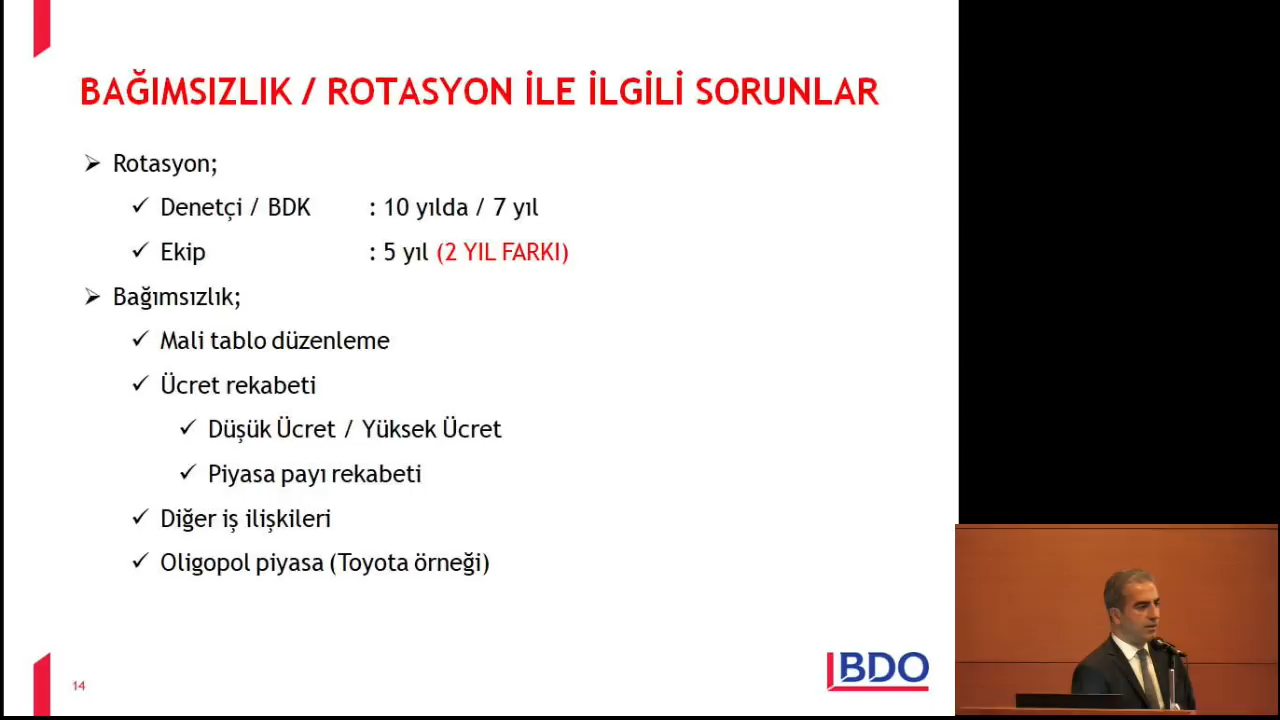 BAĞIMSIZLIK / ROTASYON İLE İLGİLİ SORUNLAR
Rotasyon;
Denetçi / BDK : 10 yılda / 7 yıl
Ekip : 5 yıl (2 YIL FARKI)
Bağımsızlık;
Mali tablo düzenleme
Ücret rekabeti
Düşük Ücret / Yüksek Ücret
Piyasa payı rekabeti
Diğer iş ilişkileri
Oligopol piyasa (Toyota örneği)
14
BDO